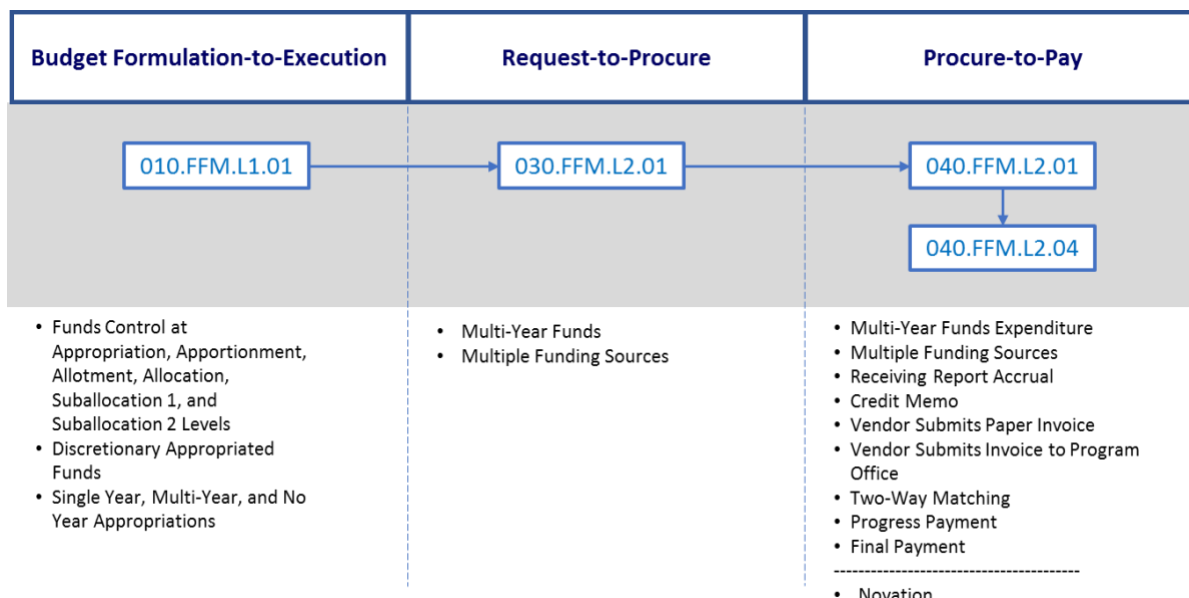 Budget Formulation-to-Execution
Request-to-Procure
Procure-to-Pay
010.FFM.L1.01
030.FFM.L2.01
040.FFM.L2.01
040.FFM.L2.04
• Funds Control at
Appropriation, Apportionment,
Allotment, Allocation,
Suballocation 1, and
Suballocation 2 Levels
• Discretionary Appropriated
Funds
• Single Year, Multi-Year, and No
Year Appropriations
• Multi-Year Funds
• Multiple Funding Sources
• Multi-Year Funds Expenditure
• Multiple Funding Sources
• Receiving Report Accrual
• Credit Memo
• Vendor Submits Paper Invoice
• Vendor Submits Invoice to Program
Office
• Two-Way Matching
• Progress Payment
• Final Payment
----------------------------------------
• Novation